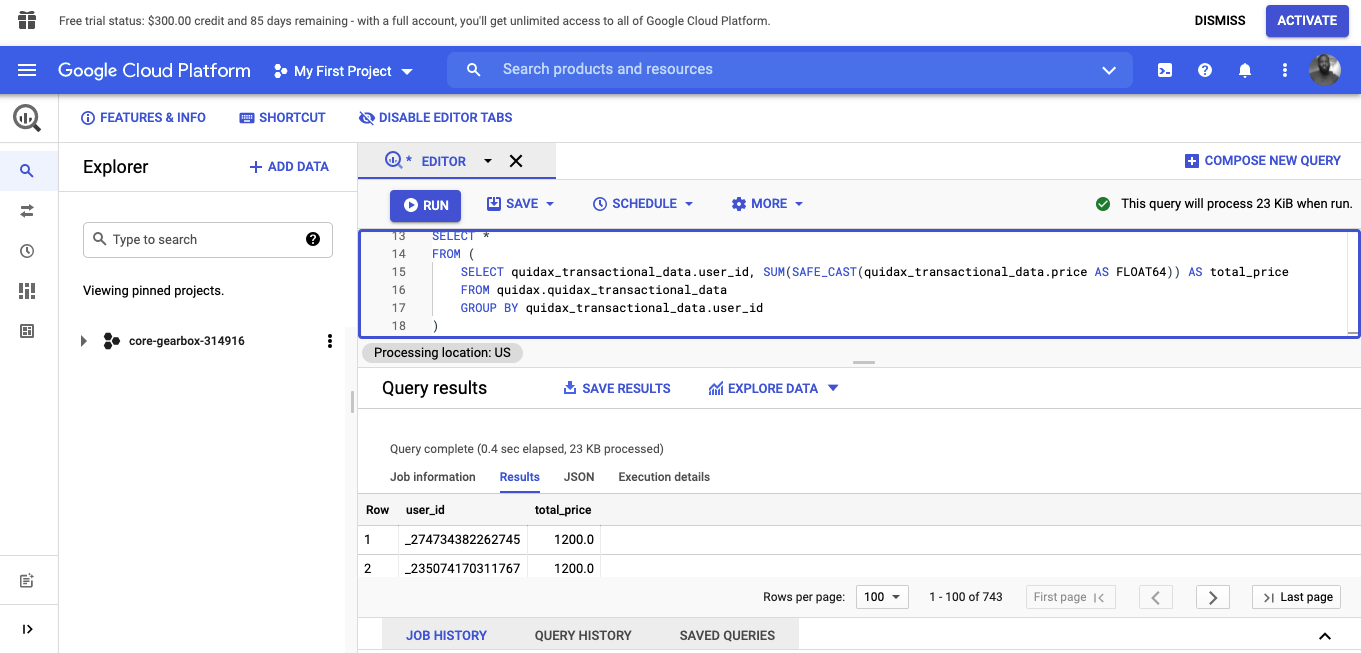 Free trial status: $300.00 credit and 85 days remaining - with a full account, you'll get unlimited access to all of Google Cloud Platform.
DISMISS
ACTIVATE
Google Cloud Platform
My First Project
Search products and resources
FEATURES & INFO
SHORTCUT
DISABLE EDITOR TABS
Explorer
ADD DATA
* EDITOR
COMPOSE NEW QUERY
RUN
SAVE
SCHEDULE
MORE
This query will process 23 KiB when run.
Type to search
Viewing pinned projects.
core-gearbox-314916
13 SELECT *
14 FROM (
15 SELECT quidax_transactional_data.user_id, SUM(SAFE_CAST(quidax_transactional_data.price AS FLOAT64)) AS total_price
16 FROM quidax.quidax_transactional_data
17 GROUP BY quidax_transactional_data.user_id
18 )
Processing location: US
Query results
SAVE RESULTS
EXPLORE DATA
Query complete (0.4 sec elapsed, 23 KB processed)
Job information Results JSON Execution details
Row user_id total_price
1 _274734382262745 1200.0
2 _235074170311767 1200.0
Rows per page: 100 1 - 100 of 743 First page Last page
JOB HISTORY QUERY HISTORY SAVED QUERIES